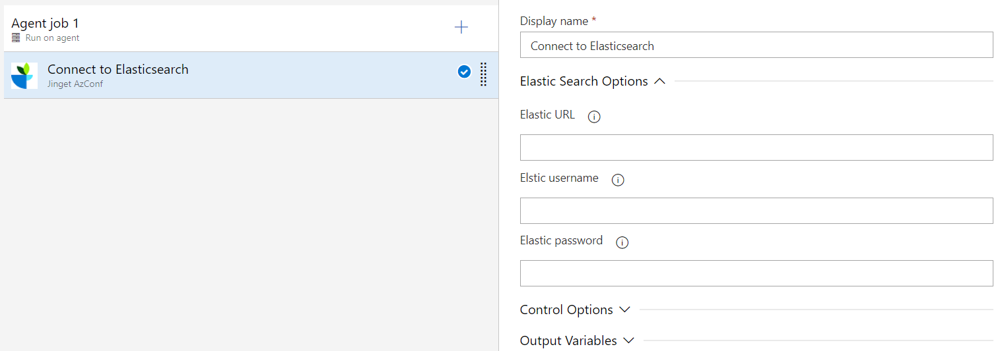 Agent job 1
Run on agent
Connect to Elasticsearch
Jinget AzConf
Display name *
Connect to Elasticsearch
Elastic Search Options
Elastic URL
Elstic username
Elastic password
Control Options
Output Variables